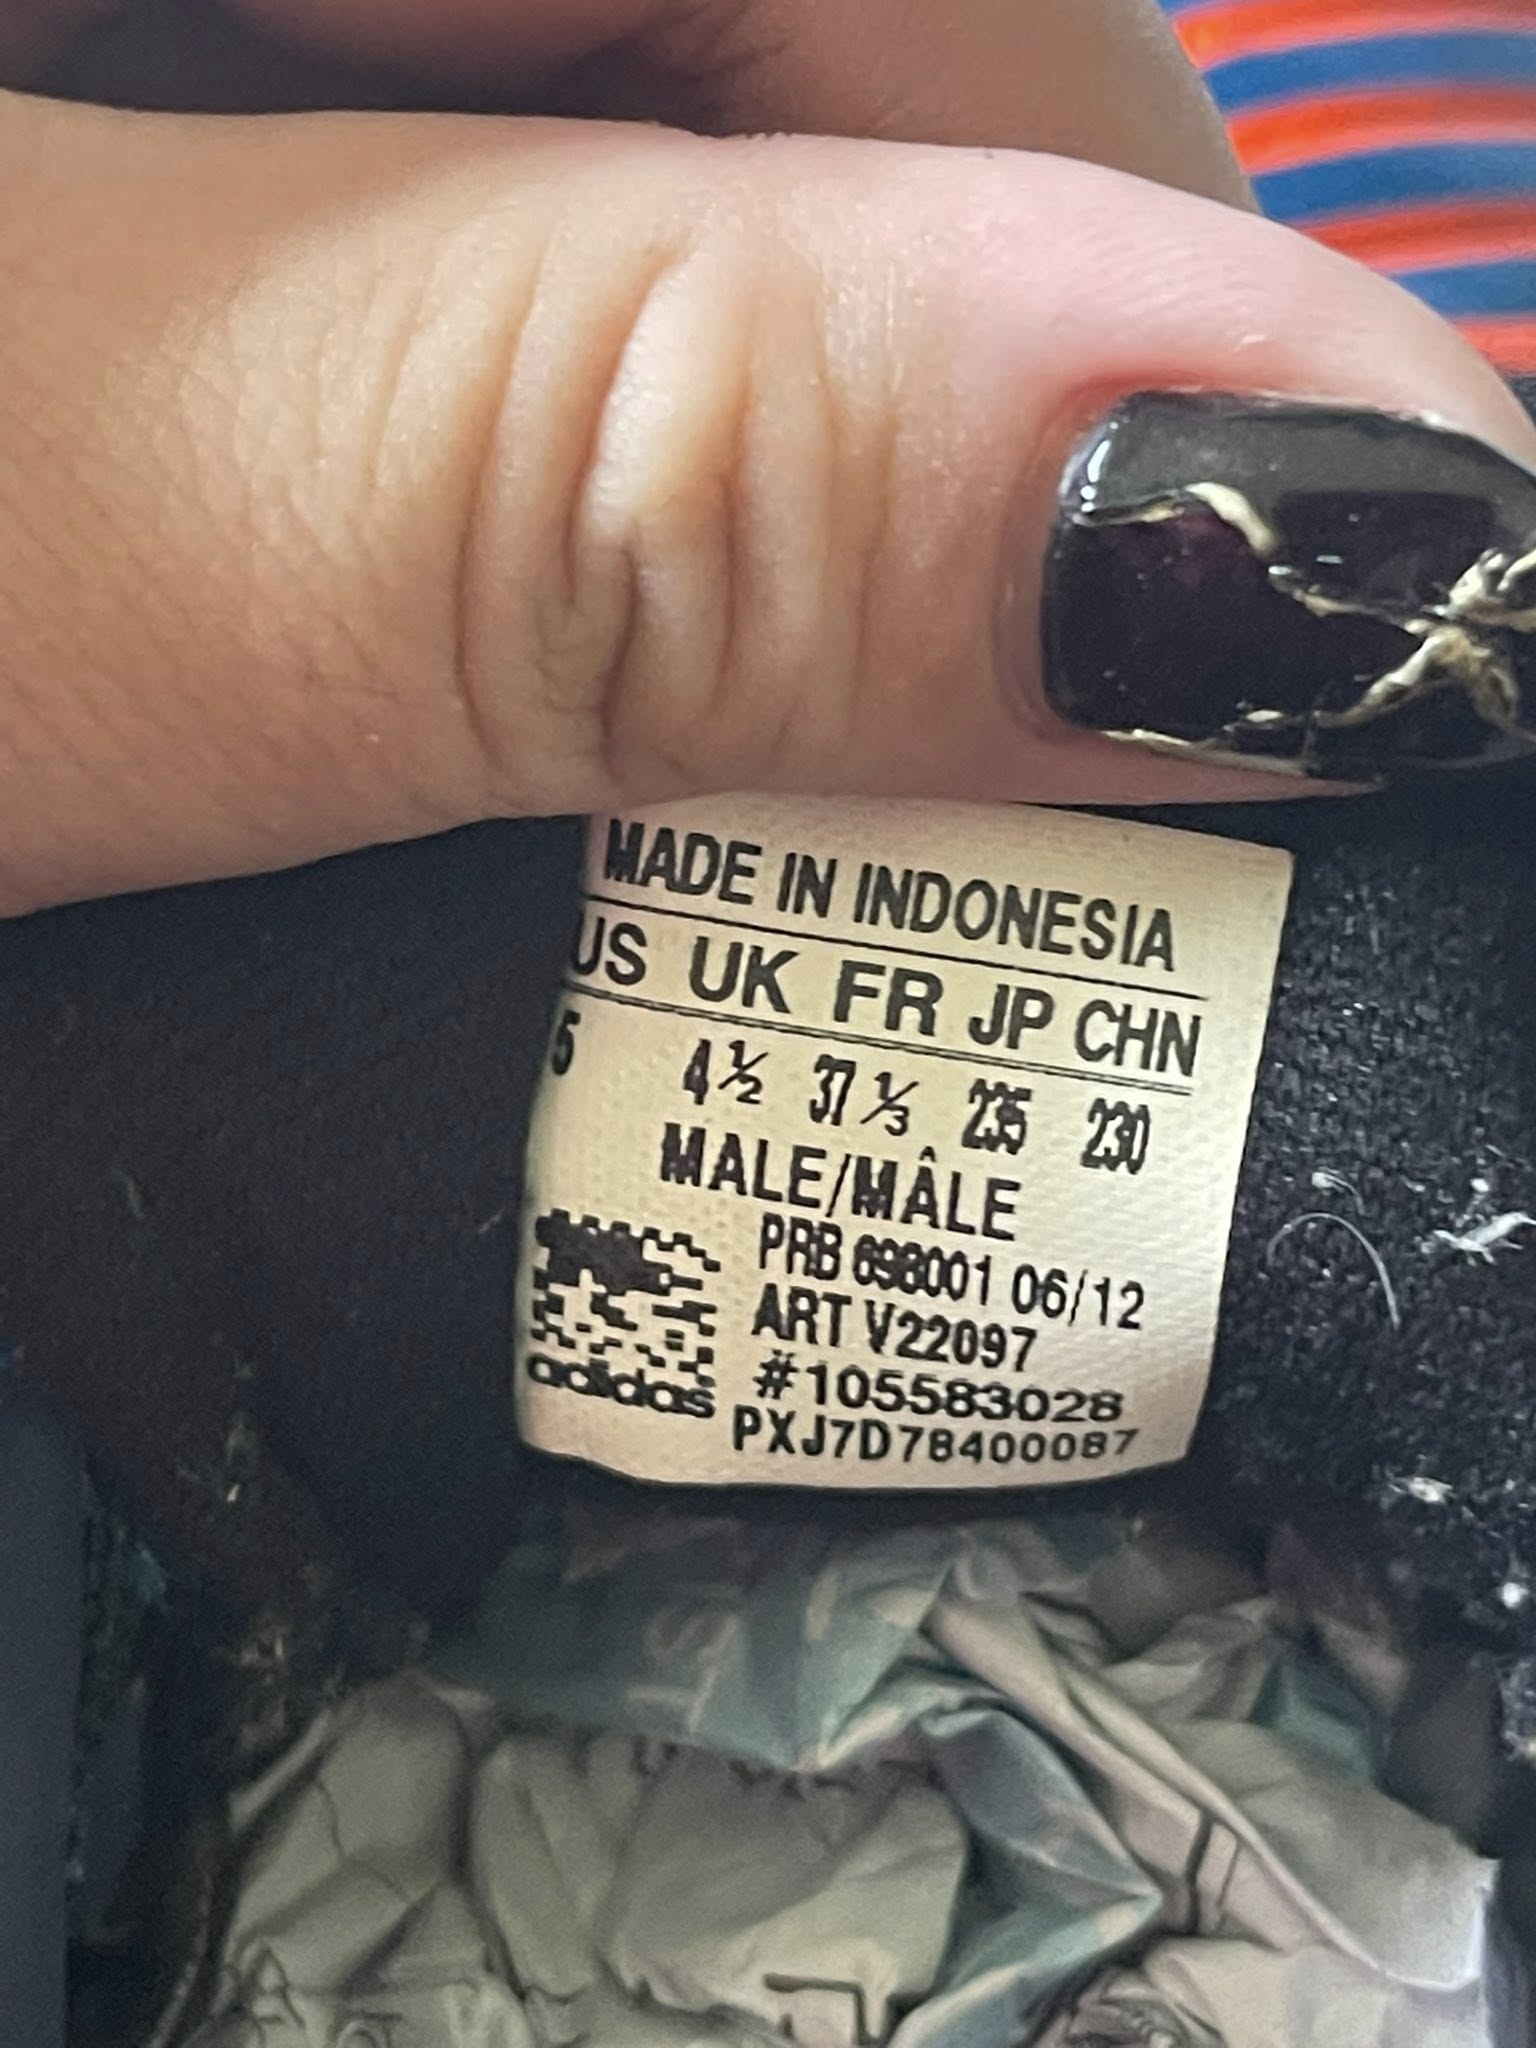 MADE IN INDONESIA
US UK FR JP CHN
5 4½ 37⅓ 235 230
MALE/MÂLE
PRB 698001 06/12
ART V22097
#105583028
PXJ7D78400087
adidas